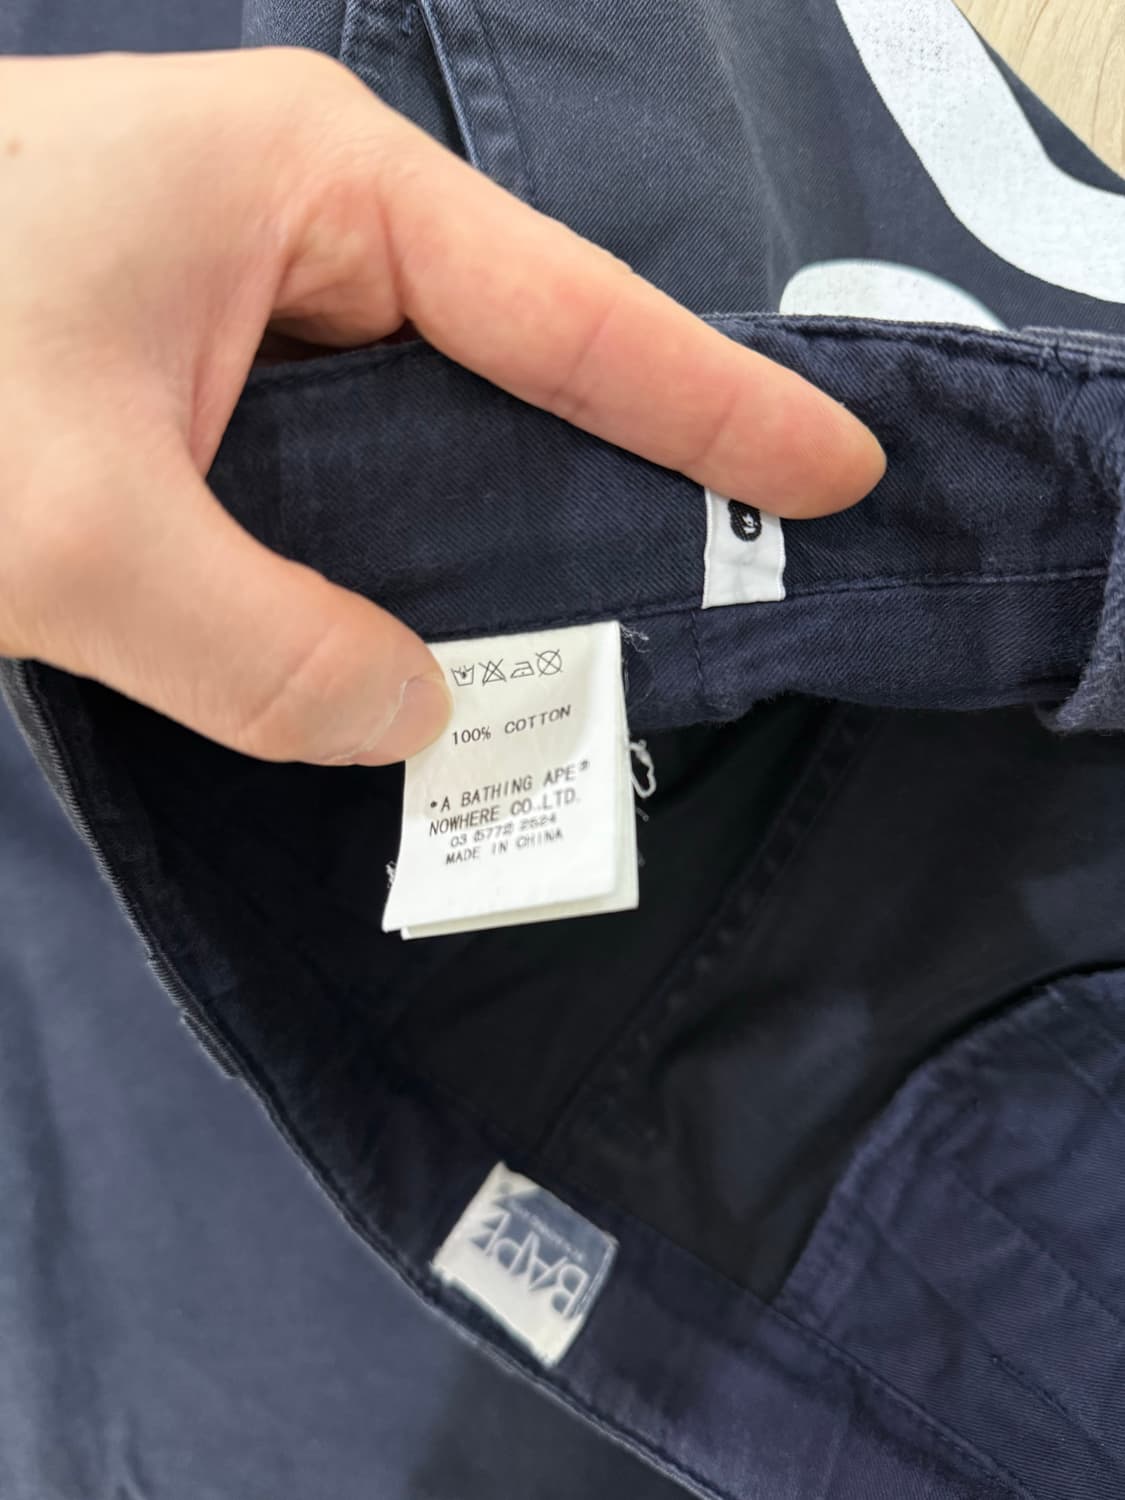 100% COTTON
*A BATHING APE®
NOWHERE CO.,LTD.
03 5772 2524
MADE IN CHINA
BAPE